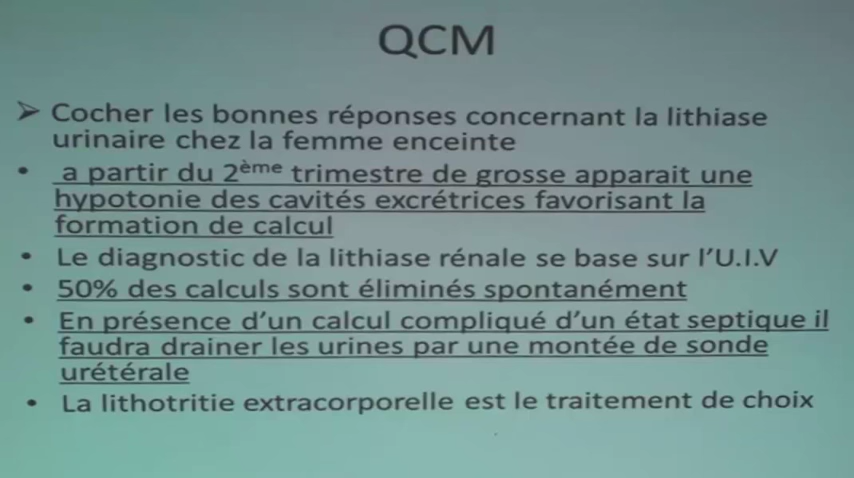 QCM
➢ Cocher les bonnes réponses concernant la lithiase
urinaire chez la femme enceinte
• a partir du 2ème trimestre de grosse apparait une
hypotonie des cavités excrétrices favorisant la
formation de calcul
• Le diagnostic de la lithiase rénale se base sur l'U.I.V
• 50% des calculs sont éliminés spontanément
• En présence d'un calcul compliqué d'un état septique il
faudra drainer les urines par une montée de sonde
urétérale
• La lithotritie extracorporelle est le traitement de choix